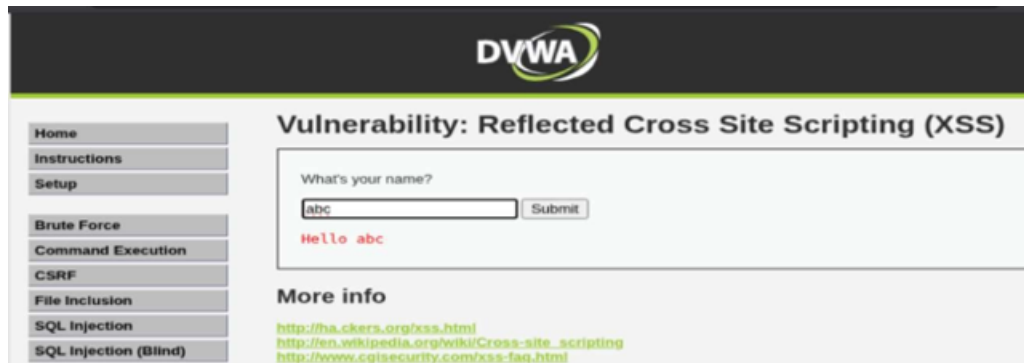 DVWA
Home
Instructions
Setup
Brute Force
Command Execution
CSRF
File Inclusion
SQL Injection
SQL Injection (Blind)
Vulnerability: Reflected Cross Site Scripting (XSS)
What's your name?
abc Submit
Hello abc
More info
http://ha.ckers.org/xss.html
http://en.wikipedia.org/wiki/Cross-site_scripting
http://www.cgisecurity.com/xss-faq.html